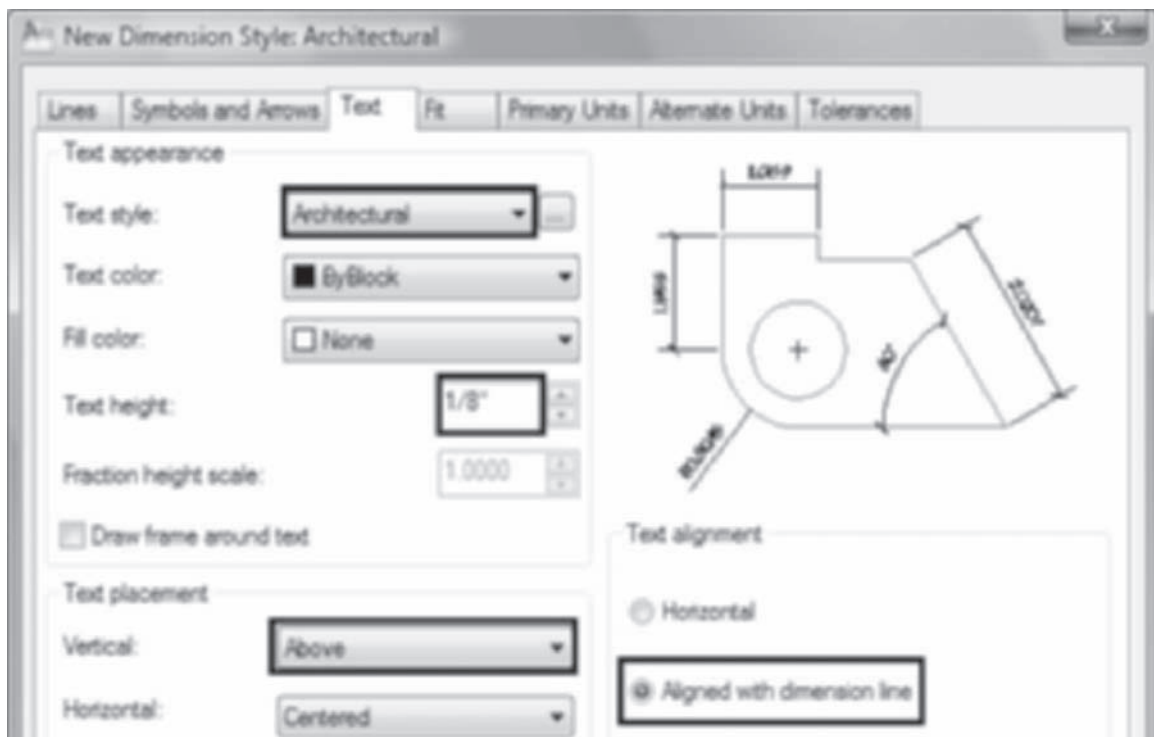 New Dimension Style: Architectural
Lines Symbols and Arrows Text Fit Primary Units Alternate Units Tolerances
Text appearance
Text style: Architectural ...
Text color: ByBlock
Fill color: None
Text height: 1/8"
Fraction height scale: 1.0000
Draw frame around text
Text placement
Vertical: Above
Horizontal: Centered
Text alignment
Horizontal
Aligned with dimension line